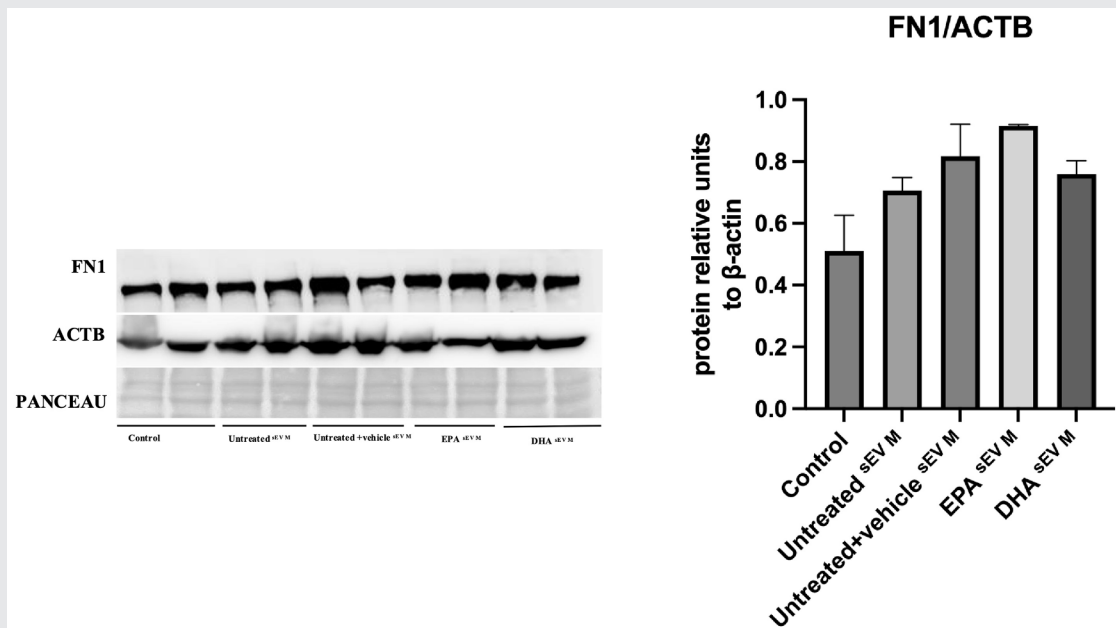 FN1
ACTB
PANCEAU
Control
Untreated sEV M
Untreated +vehicle sEV M
EPA sEV M
DHA sEV M
FN1/ACTB
protein relative units
to β-actin
1.0
0.8
0.6
0.4
0.2
0.0
Control
Untreated sEV M
Untreated+vehicle sEV M
EPA sEV M
DHA sEV M